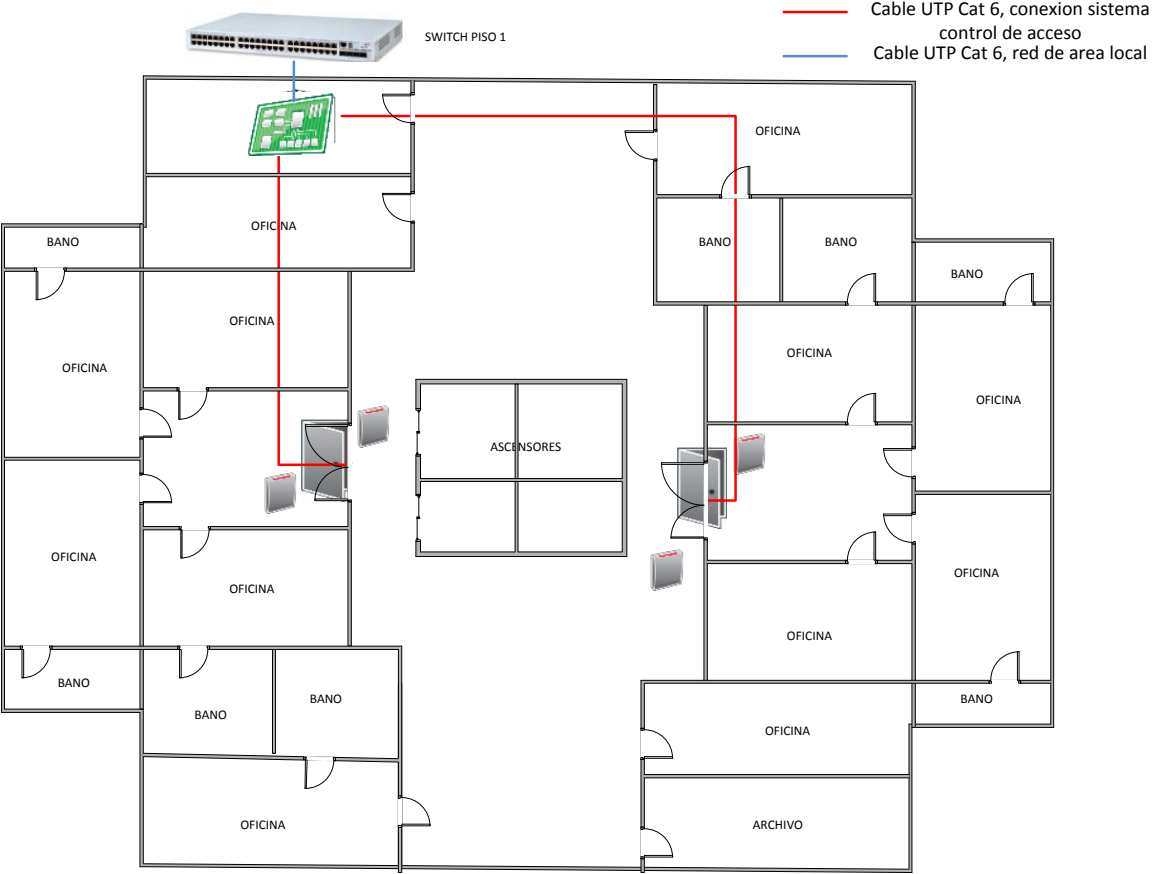 Cable UTP Cat 6, conexion sistema
control de acceso
SWITCH PISO 1
Cable UTP Cat 6, red de area local
OFICINA
OFICINA
BANO
BANO
BANO
BANO
OFICINA
OFICINA
OFICINA
OFICINA
ASCENSORES
OFICINA
OFICINA
OFICINA
OFICINA
BANO
BANO
BANO
BANO
OFICINA
OFICINA
OFICINA
ARCHIVO